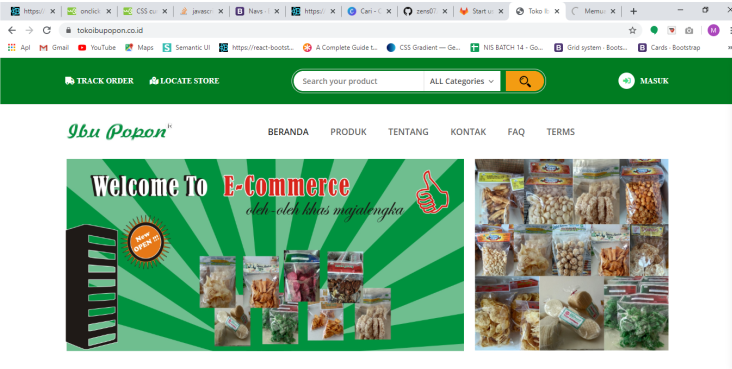 https:/
onclick
CSS cu
javascr
Navs ·
https:/
Cari - G
zens07
Start ur
Toko Ib
Memu
tokoibupopon.co.id
M
Apl
Gmail
YouTube
Maps
Semantic UI
https://react-bootst...
A Complete Guide t...
CSS Gradient — Ge...
NIS BATCH 14 - Go...
Grid system · Boots...
Cards · Bootstrap
TRACK ORDER
LOCATE STORE
Search your product
ALL Categories
MASUK
Ibu Popon
BERANDA
PRODUK
TENTANG
KONTAK
FAQ
TERMS
Welcome To E-Commerce
oleh-oleh khas majalengka
New
OPEN !!!